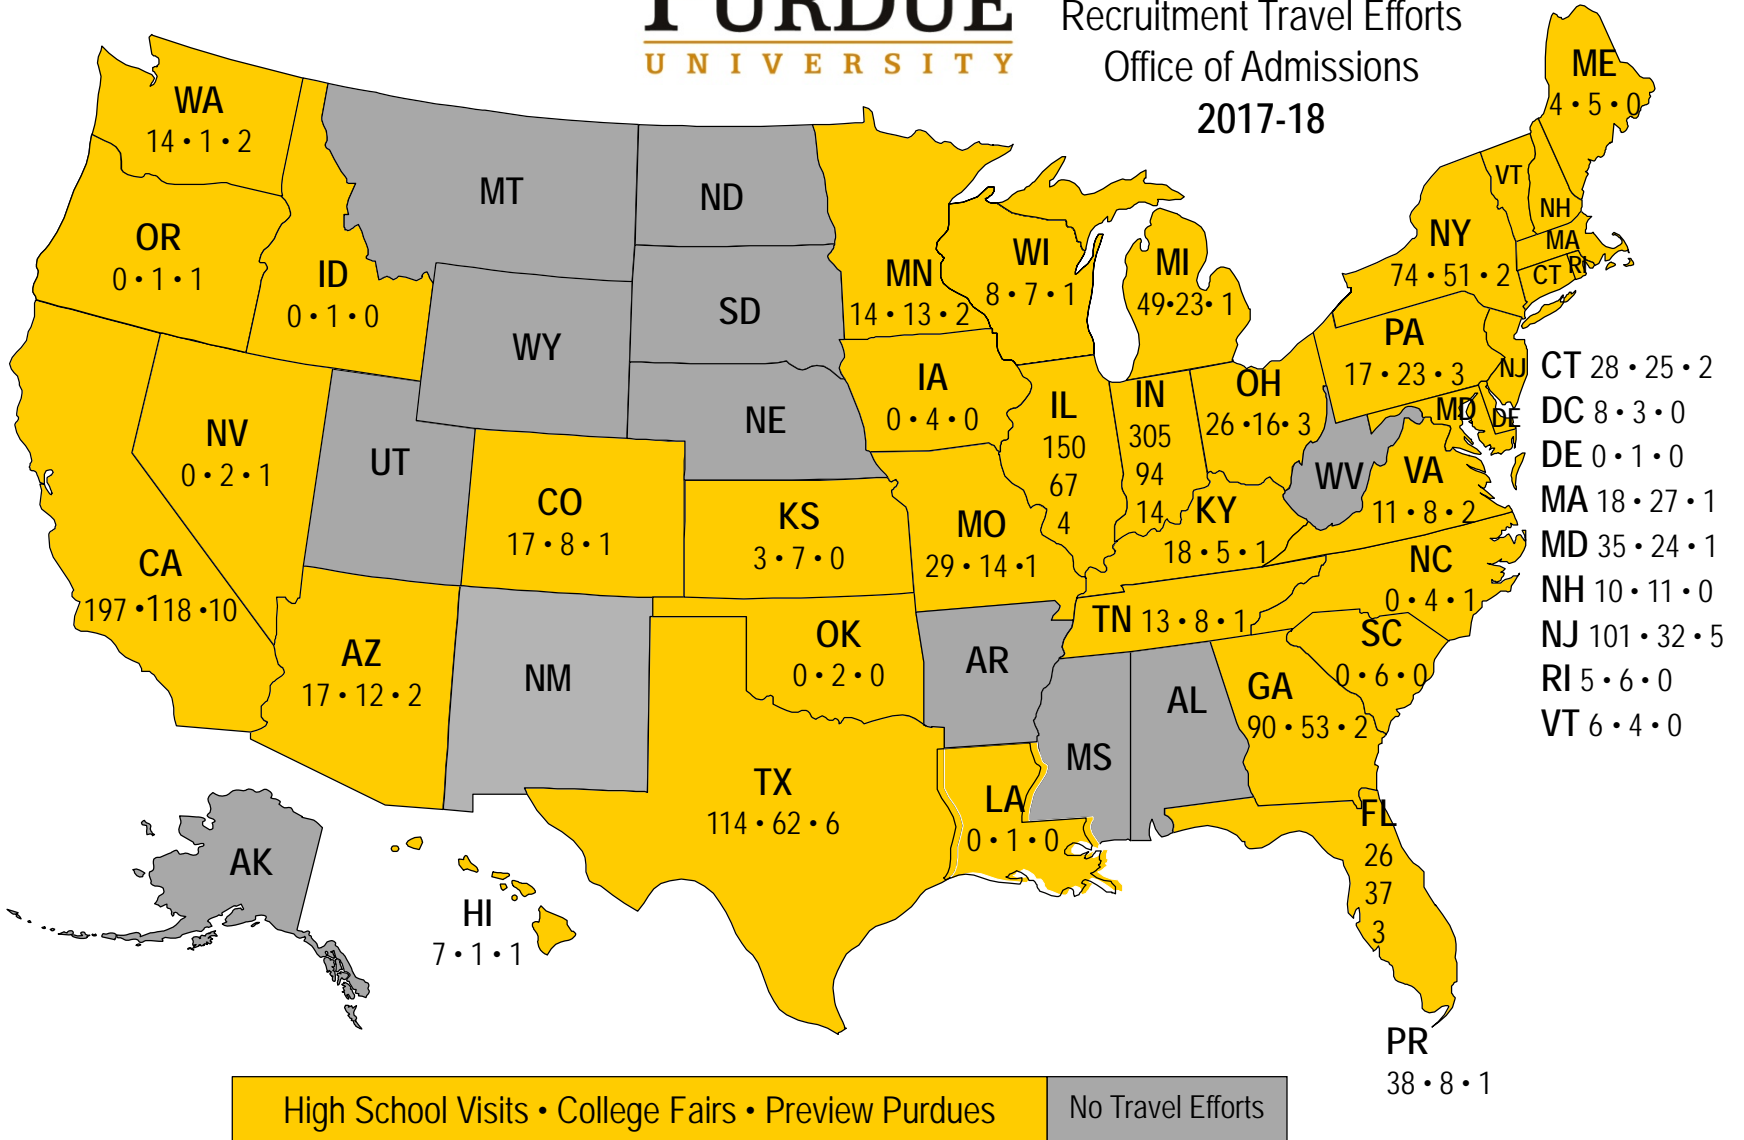 PURDUE
UNIVERSITY
Recruitment Travel Efforts
Office of Admissions
2017-18
WA
14 • 1 • 2
OR
0 • 1 • 1
ID
0 • 1 • 0
MT
ND
SD
WY
NE
MN
14 • 13 • 2
WI
8 • 7 • 1
MI
49•23• 1
ME
4 • 5 • 0
VT
NH
MA
CT
RI
NY
74 • 51 • 2
PA
17 • 23 • 3
NJ
MD
DE
NV
0 • 2 • 1
UT
CO
17 • 8 • 1
KS
3 • 7 • 0
IA
0 • 4 • 0
MO
29 • 14 •1
IL
150
67
4
IN
305
94
14
OH
26 •16• 3
KY
18 • 5 • 1
WV
VA
11 • 8 • 2
NC
0 • 4 • 1
TN 13 • 8 • 1
SC
0 • 6 • 0
CA
197 •118 •10
AZ
17 • 12 • 2
NM
OK
0 • 2 • 0
AR
TX
114 • 62 • 6
LA
0 • 1 • 0
MS
AL
GA
90 • 53 • 2
FL
26
37
3
AK
HI
7 • 1 • 1
PR
38 • 8 • 1
CT 28 • 25 • 2
DC 8 • 3 • 0
DE 0 • 1 • 0
MA 18 • 27 • 1
MD 35 • 24 • 1
NH 10 • 11 • 0
NJ 101 • 32 • 5
RI 5 • 6 • 0
VT 6 • 4 • 0
High School Visits • College Fairs • Preview Purdues
No Travel Efforts